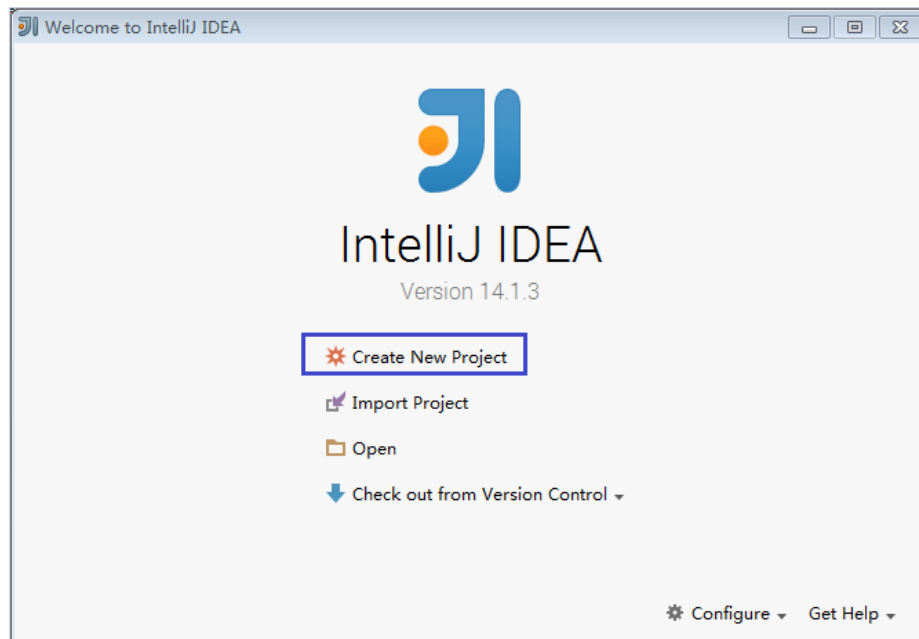 Welcome to IntelliJ IDEA
IntelliJ IDEA
Version 14.1.3
Create New Project
Import Project
Open
Check out from Version Control
Configure Get Help